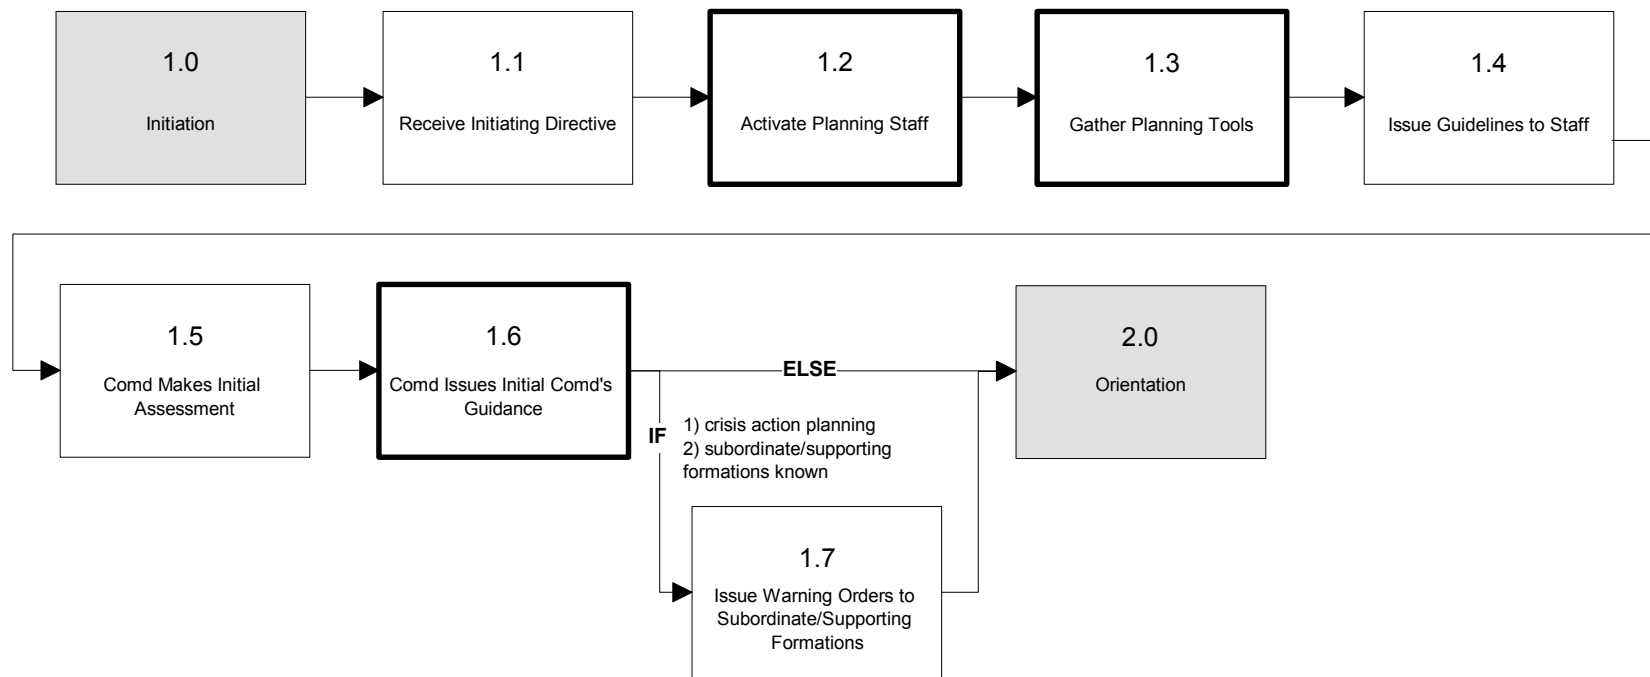 1.0
Initiation
1.1
Receive Initiating Directive
1.2
Activate Planning Staff
1.3
Gather Planning Tools
1.4
Issue Guidelines to Staff
1.5
Comd Makes Initial
Assessment
1.6
Comd Issues Initial Comd's
Guidance
ELSE
IF
1) crisis action planning
2) subordinate/supporting
formations known
2.0
Orientation
1.7
Issue Warning Orders to
Subordinate/Supporting
Formations